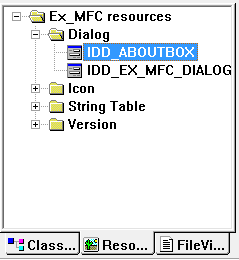 Ex_MFC resources
Dialog
IDD_ABOUTBOX
IDD_EX_MFC_DIALOG
Icon
String Table
Version
Class... Reso... FileVi...